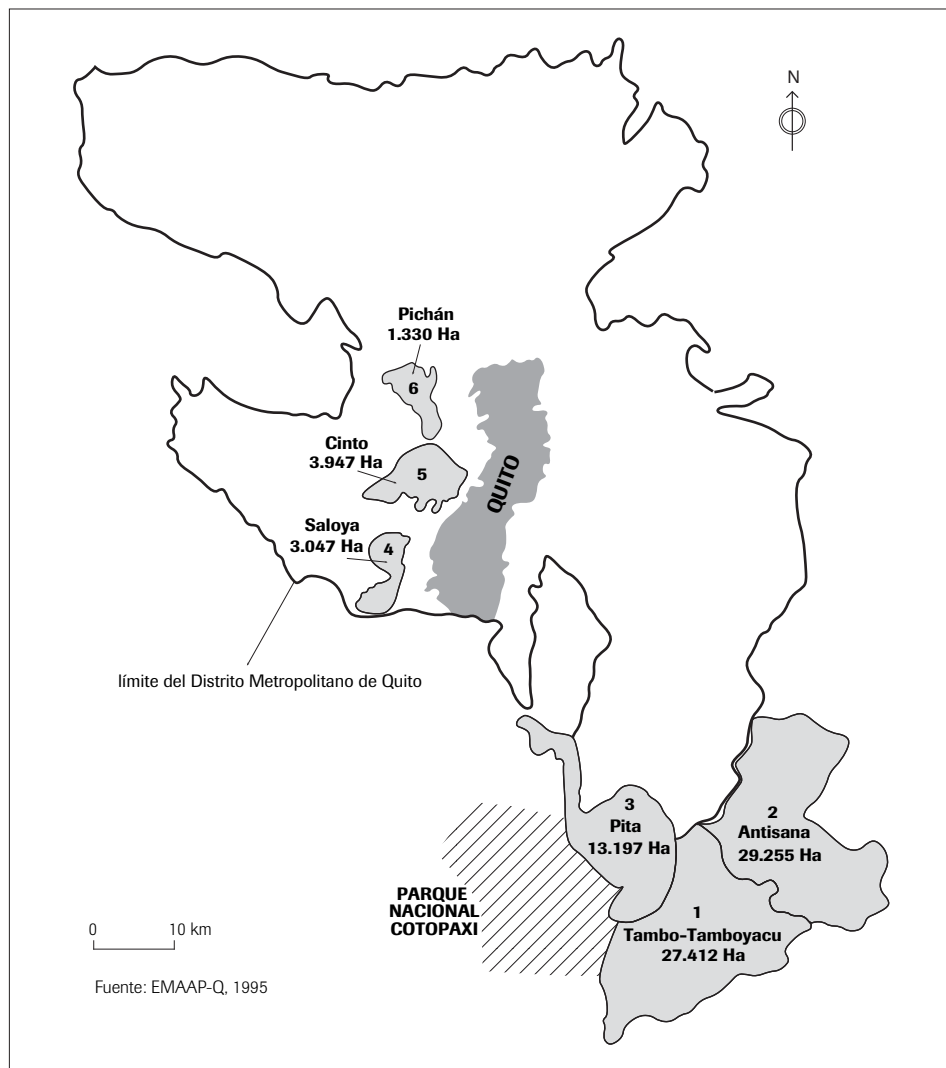 N
Pichán
1.330 Ha
6
Cinto
3.947 Ha
5
QUITO
Saloya
3.047 Ha
4
límite del Distrito Metropolitano de Quito
3
Pita
13.197 Ha
2
Antisana
29.255 Ha
PARQUE
NACIONAL
COTOPAXI
1
Tambo-Tamboyacu
27.412 Ha
0 10 km
Fuente: EMAAP-Q, 1995